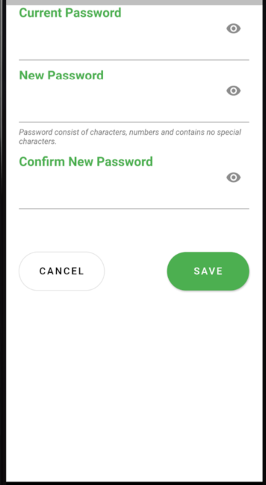 Current Password
New Password
Password consist of characters, numbers and contains no special
characters.
Confirm New Password
CANCEL SAVE